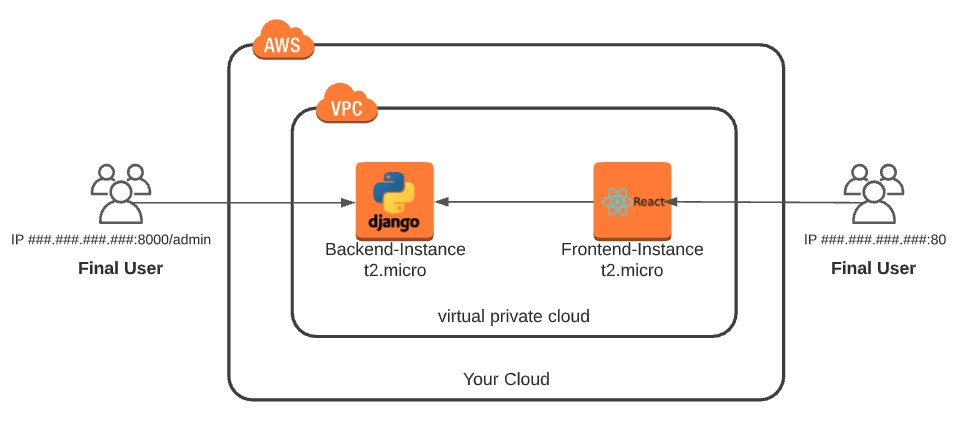 AWS
VPC
django
React
IP ###.###.###.###:8000/admin
Final User
Backend-Instance
t2.micro
Frontend-Instance
t2.micro
IP ###.###.###.###:80
Final User
virtual private cloud
Your Cloud